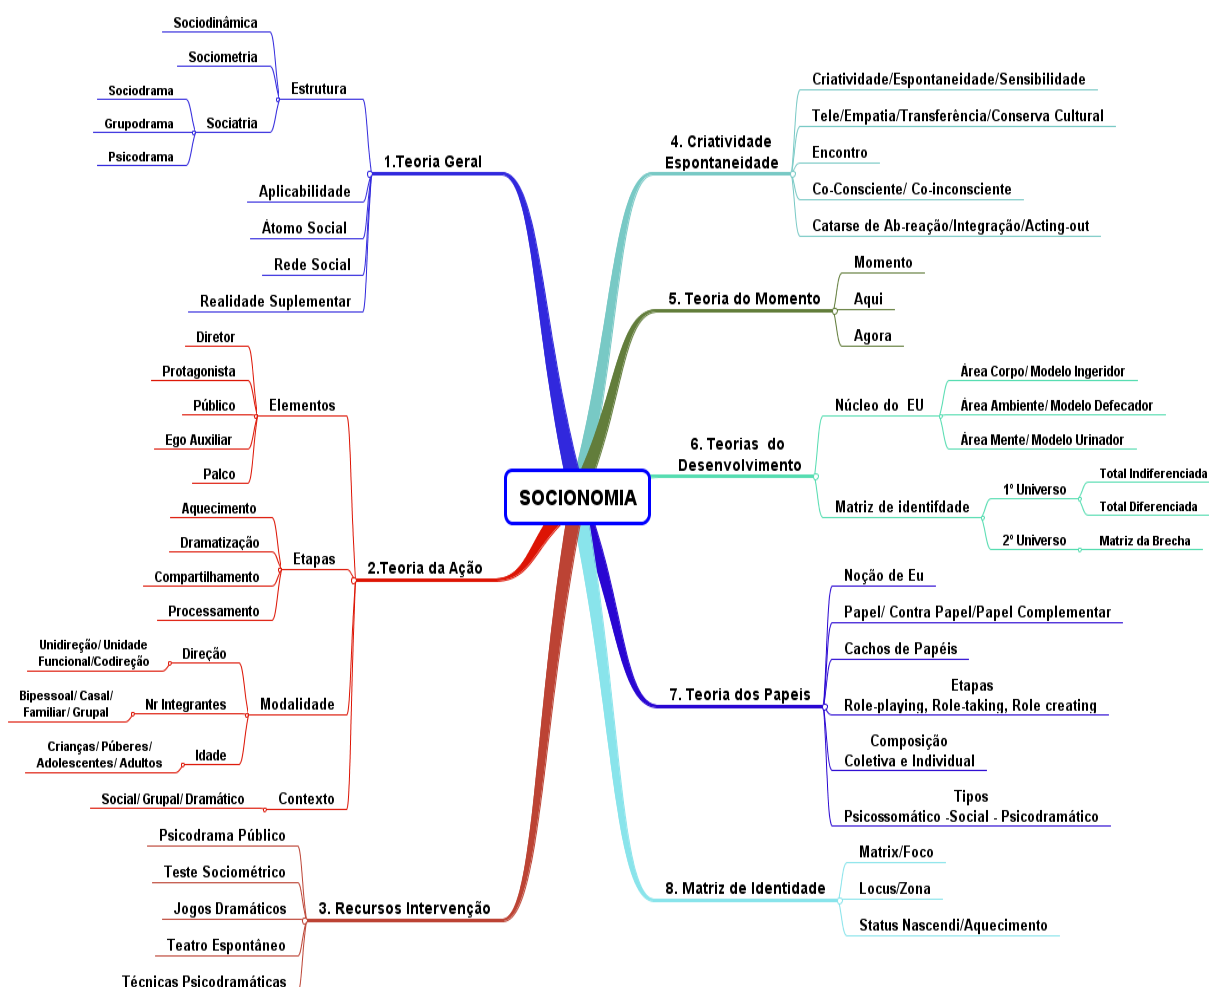 SOCIONOMIA
1.Teoria Geral
Estrutura
Sociodinâmica
Sociometria
Sociatria
Sociodrama
Grupodrama
Psicodrama
Aplicabilidade
Átomo Social
Rede Social
Realidade Suplementar
2.Teoria da Ação
Elementos
Diretor
Protagonista
Público
Ego Auxiliar
Palco
Etapas
Aquecimento
Dramatização
Compartilhamento
Processamento
Modalidade
Direção
Unidireção/ Unidade
Funcional/Codireção
Nr Integrantes
Bipessoal/ Casal/
Familiar/ Grupal
Idade
Crianças/ Púberes/
Adolescentes/ Adultos
Contexto
Social/ Grupal/ Dramático
3. Recursos Intervenção
Psicodrama Público
Teste Sociométrico
Jogos Dramáticos
Teatro Espontâneo
Técnicas Psicodramáticas
4. Criatividade
Espontaneidade
Criatividade/Espontaneidade/Sensibilidade
Tele/Empatia/Transferência/Conserva Cultural
Encontro
Co-Consciente/ Co-inconsciente
Catarse de Ab-reação/Integração/Acting-out
5. Teoria do Momento
Momento
Aqui
Agora
6. Teorias do
Desenvolvimento
Núcleo do EU
Área Corpo/ Modelo Ingeridor
Área Ambiente/ Modelo Defecador
Área Mente/ Modelo Urinador
Matriz de identifdade
1º Universo
Total Indiferenciada
Total Diferenciada
2º Universo
Matriz da Brecha
7. Teoria dos Papeis
Noção de Eu
Papel/ Contra Papel/Papel Complementar
Cachos de Papéis
Etapas
Role-playing, Role-taking, Role creating
Composição
Coletiva e Individual
Tipos
Psicossomático -Social - Psicodramático
8. Matriz de Identidade
Matrix/Foco
Locus/Zona
Status Nascendi/Aquecimento